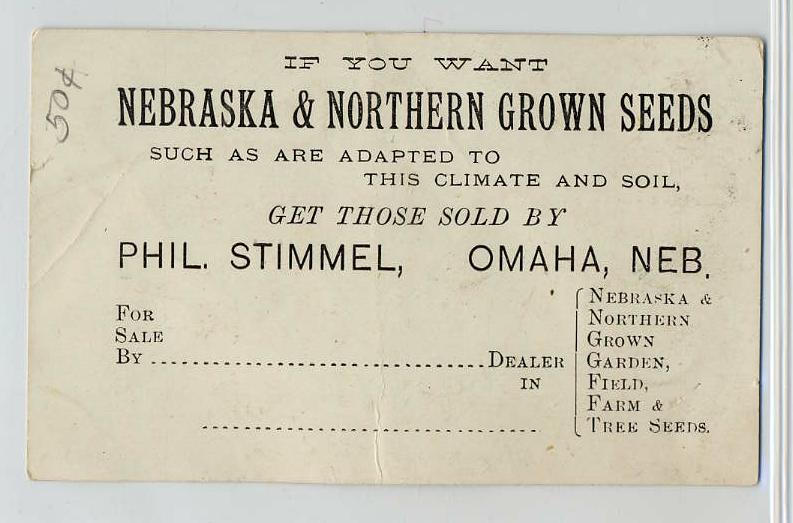 50¢
IF YOU WANT
NEBRASKA & NORTHERN GROWN SEEDS
SUCH AS ARE ADAPTED TO
THIS CLIMATE AND SOIL,
GET THOSE SOLD BY
PHIL. STIMMEL, OMAHA, NEB.
FOR
SALE
BY ........................................ DEALER
IN
........................................
NEBRASKA &
NORTHERN
GROWN
GARDEN,
FIELD,
FARM &
TREE SEEDS.